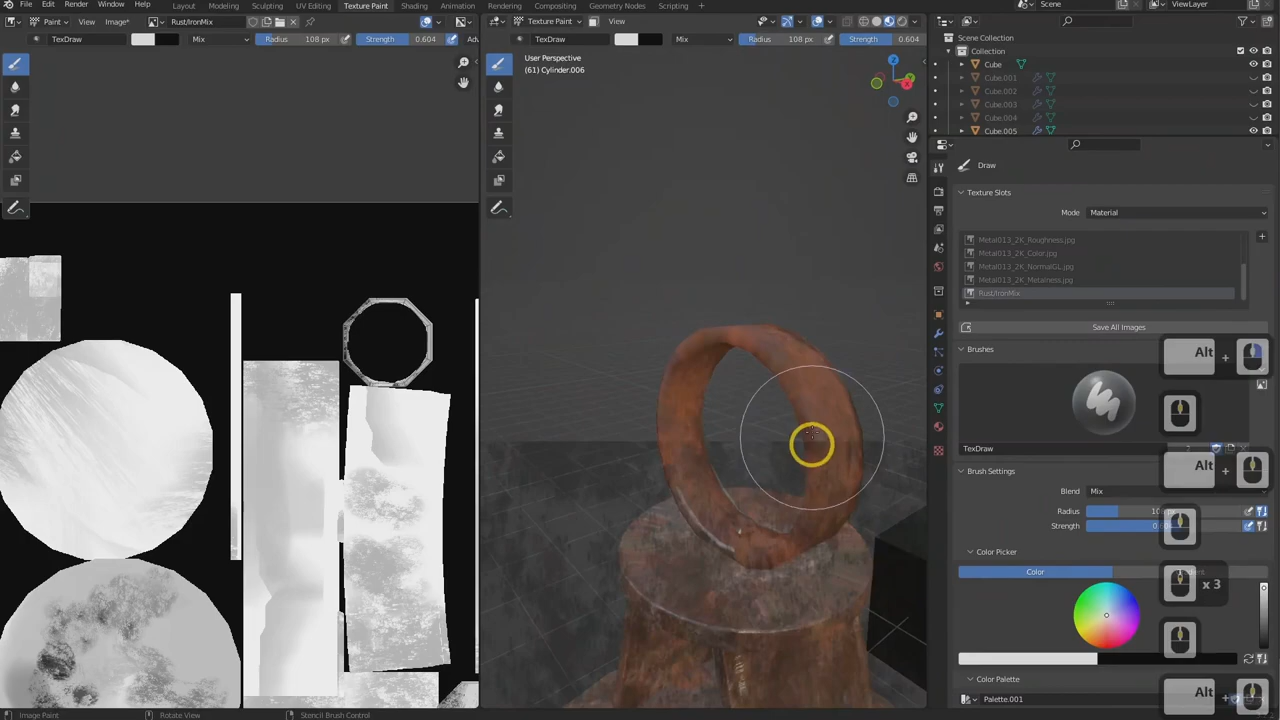 File Edit Render Window Help Layout Modeling Sculpting UV Editing Texture Paint Shading Animation Rendering Compositing Geometry Nodes Scripting Scene ViewLayer
Paint View Image* Rust/IronMix Texture Paint View
TexDraw Mix Radius 108 px Strength 0.604 TexDraw Mix Radius 108 px Strength 0.604
User Perspective
(61) Cylinder.006
Scene Collection
Collection
Cube
Cube.001
Cube.002
Cube.003
Cube.004
Cube.005
Draw
Texture Slots
Mode Material
Metal013_2K_Roughness.jpg
Metal013_2K_Color.jpg
Metal013_2K_NormalGL.jpg
Metal013_2K_Metalness.jpg
Rust/IronMix
Save All Images
Brushes
Alt +
TexDraw
Alt +
Brush Settings
Blend Mix
Radius
Strength
Color Picker
Color
x 3
Color Palette
Palette.001
Alt +
Image Paint Rotate View Stencil Brush Control